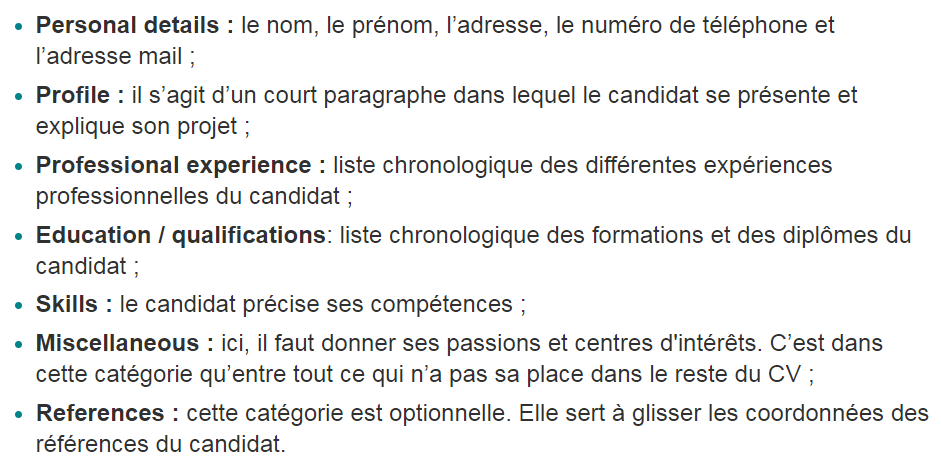 Personal details : le nom, le prénom, l’adresse, le numéro de téléphone et
l’adresse mail ;
Profile : il s’agit d’un court paragraphe dans lequel le candidat se présente et
explique son projet ;
Professional experience : liste chronologique des différentes expériences
professionnelles du candidat ;
Education / qualifications: liste chronologique des formations et des diplômes du
candidat ;
Skills : le candidat précise ses compétences ;
Miscellaneous : ici, il faut donner ses passions et centres d'intérêts. C’est dans
cette catégorie qu’entre tout ce qui n’a pas sa place dans le reste du CV ;
References : cette catégorie est optionnelle. Elle sert à glisser les coordonnées des
références du candidat.